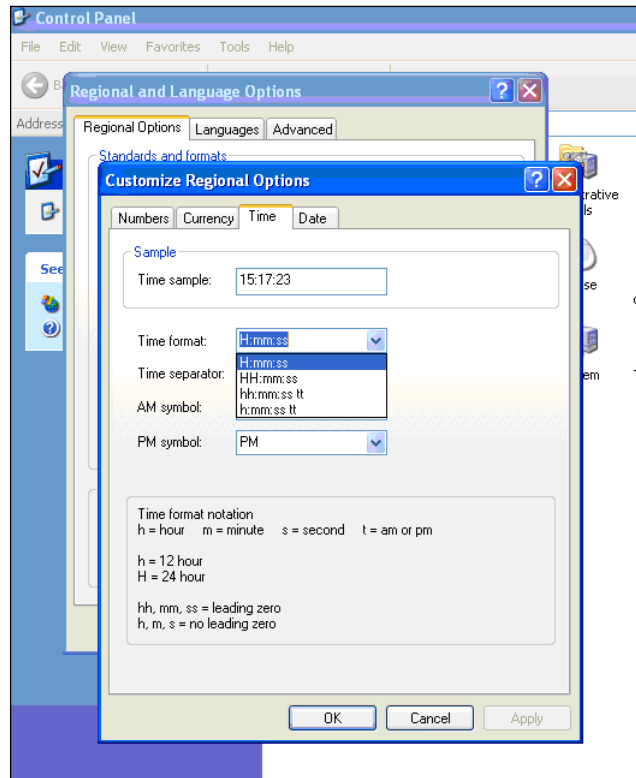 Control Panel
File Edit View Favorites Tools Help
Address
Regional and Language Options
Regional Options Languages Advanced
Standards and formats
Customize Regional Options
Numbers Currency Time Date
Sample
Time sample: 15:17:23
Time format: H:mm:ss
H:mm:ss
Time separator: HH:mm:ss
hh:mm:ss tt
AM symbol: h:mm:ss tt
PM symbol: PM
Time format notation
h = hour m = minute s = second t = am or pm
h = 12 hour
H = 24 hour
hh, mm, ss = leading zero
h, m, s = no leading zero
OK Cancel Apply
See